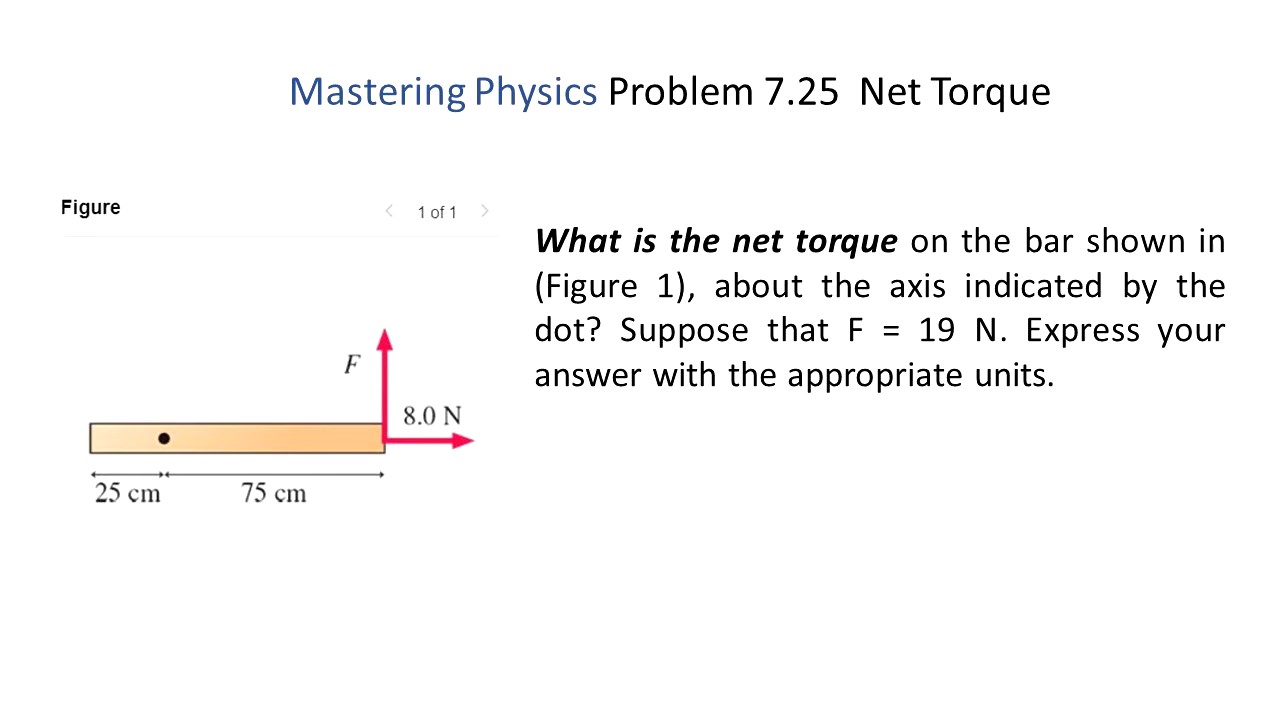 Mastering Physics Problem 7.25  Net Torque
Figure
1 of 1
What is the net torque on the bar shown in
(Figure 1), about the axis indicated by the
dot? Suppose that F = 19 N. Express your
answer with the appropriate units.
F
8.0 N
25 cm
75 cm